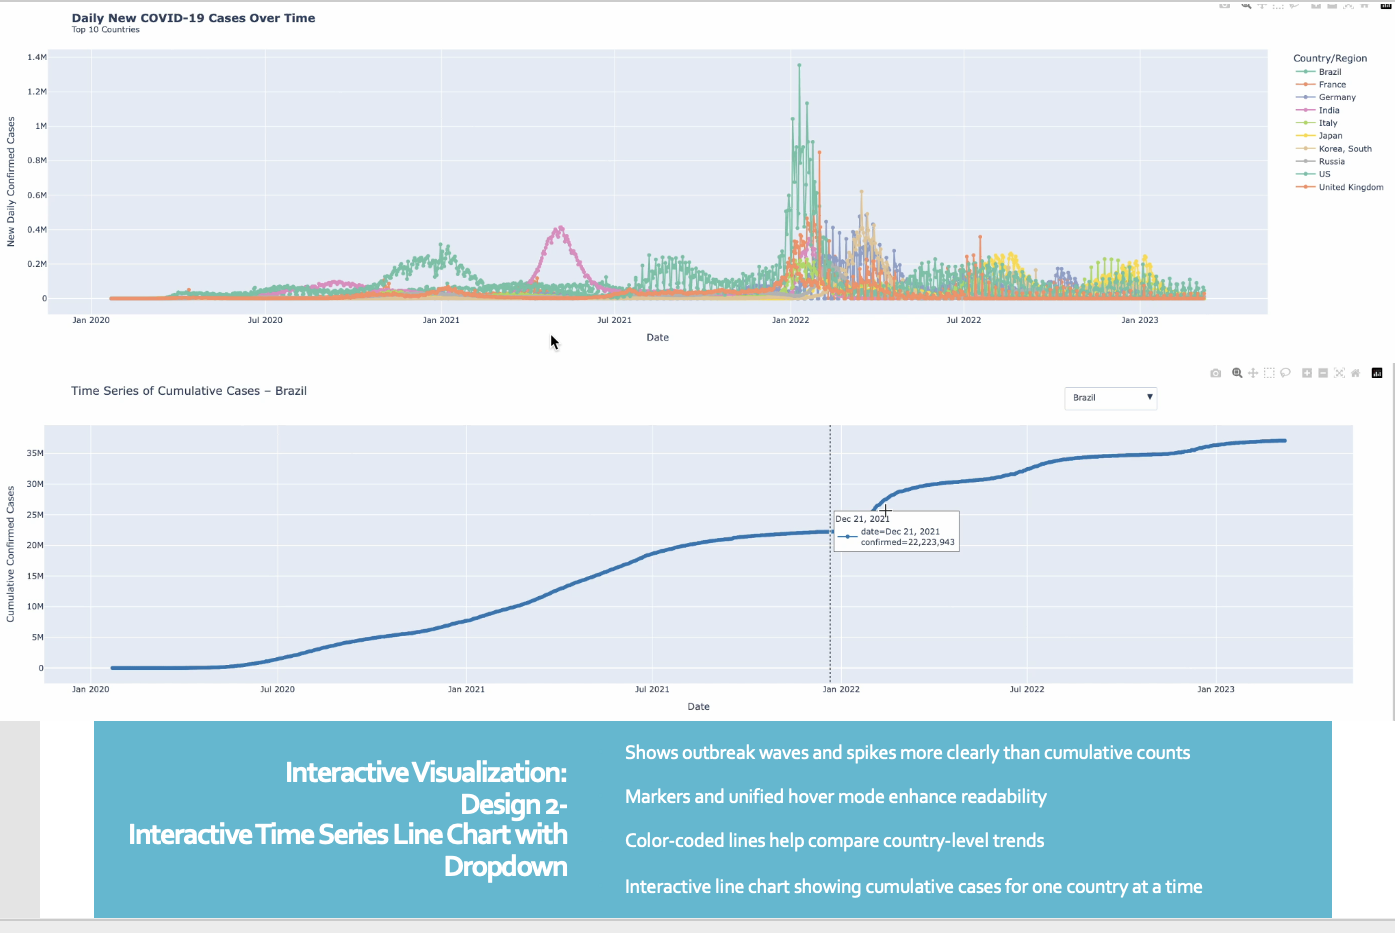 Daily New COVID-19 Cases Over Time
Top 10 Countries
1.4M
1.2M
1M
0.8M
0.6M
0.4M
0.2M
0
New Daily Confirmed Cases
Jan 2020
Jul 2020
Jan 2021
Jul 2021
Jan 2022
Jul 2022
Jan 2023
Date
Country/Region
Brazil
France
Germany
India
Italy
Japan
Korea, South
Russia
US
United Kingdom
Time Series of Cumulative Cases – Brazil
Brazil
35M
30M
25M
20M
15M
10M
5M
0
Cumulative Confirmed Cases
Dec 21, 2021
date=Dec 21, 2021
confirmed=22,223,943
Jan 2020
Jul 2020
Jan 2021
Jul 2021
Jan 2022
Jul 2022
Jan 2023
Date
Interactive Visualization:
Design 2-
Interactive Time Series Line Chart with
Dropdown
Shows outbreak waves and spikes more clearly than cumulative counts
Markers and unified hover mode enhance readability
Color-coded lines help compare country-level trends
Interactive line chart showing cumulative cases for one country at a time